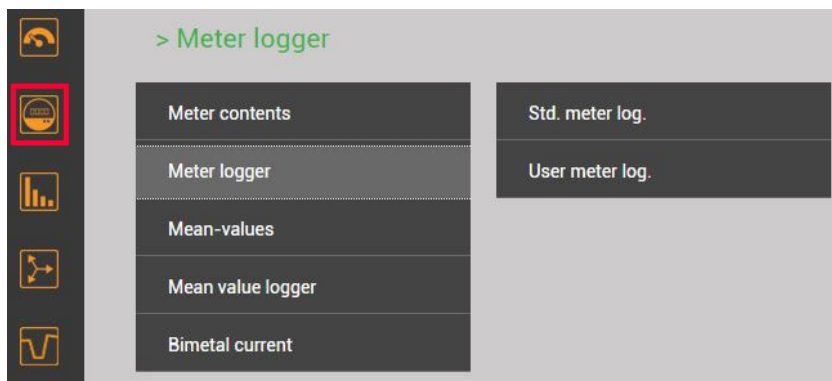 > Meter logger
Meter contents
Meter logger
Mean-values
Mean value logger
Bimetal current
Std. meter log.
User meter log.